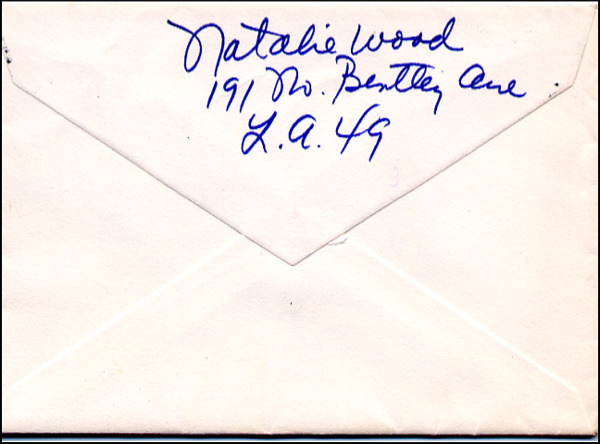 Natalie Wood
191 No. Bentley Ave
L.A. 49